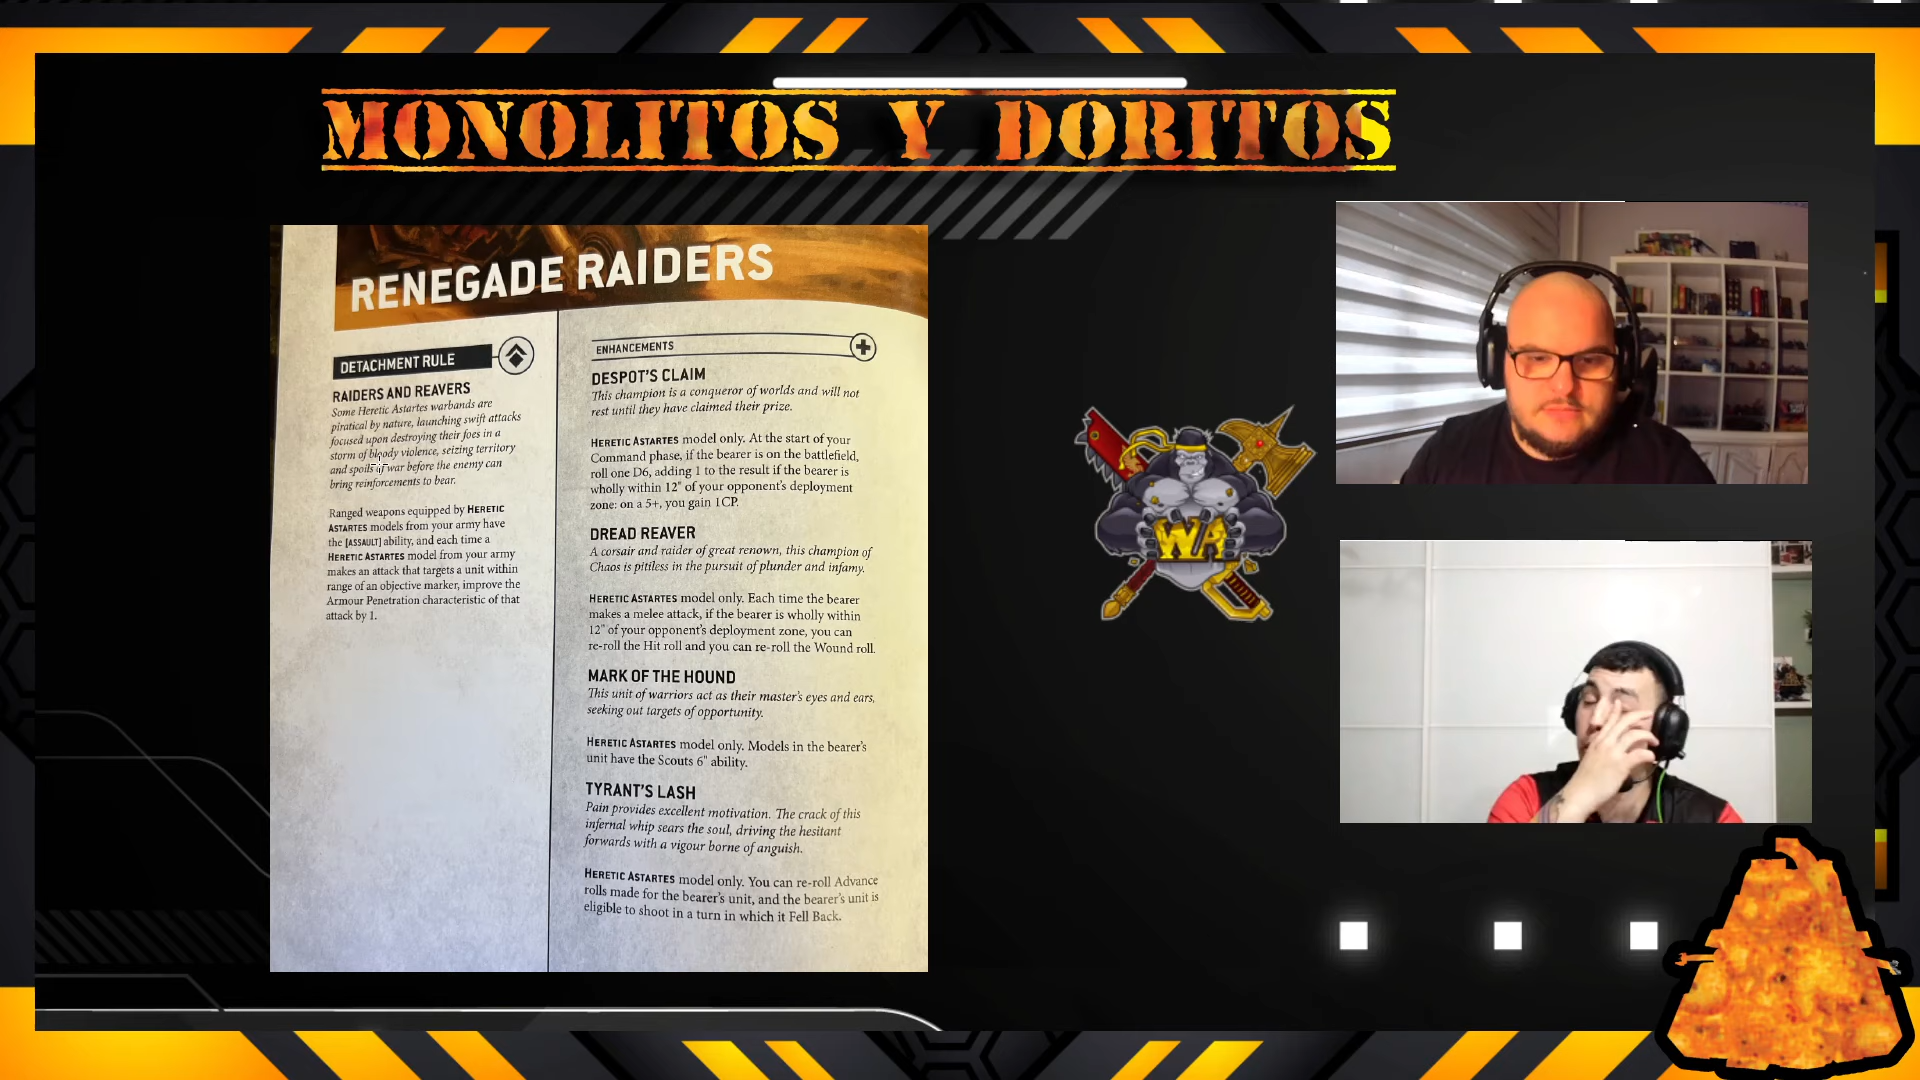 MONOLITOS Y DORITOS
RENEGADE RAIDERS
DETACHMENT RULE
RAIDERS AND REAVERS
Some Heretic Astartes warbands are
piratical by nature, launching swift attacks
focused upon destroying their foes in a
storm of bloody violence, seizing territory
and spoils of war before the enemy can
bring reinforcements to bear.
Ranged weapons equipped by HERETIC
ASTARTES models from your army have
the [ASSAULT] ability, and each time a
HERETIC ASTARTES model from your army
makes an attack that targets a unit within
range of an objective marker, improve the
Armour Penetration characteristic of that
attack by 1.
ENHANCEMENTS
DESPOT'S CLAIM
This champion is a conqueror of worlds and will not
rest until they have claimed their prize.
HERETIC ASTARTES model only. At the start of your
Command phase, if the bearer is on the battlefield,
roll one D6, adding 1 to the result if the bearer is
wholly within 12" of your opponent's deployment
zone: on a 5+, you gain 1CP.
DREAD REAVER
A corsair and raider of great renown, this champion of
Chaos is pitiless in the pursuit of plunder and infamy.
HERETIC ASTARTES model only. Each time the bearer
makes a melee attack, if the bearer is wholly within
12" of your opponent's deployment zone, you can
re-roll the Hit roll and you can re-roll the Wound roll.
MARK OF THE HOUND
This unit of warriors act as their master's eyes and ears,
seeking out targets of opportunity.
HERETIC ASTARTES model only. Models in the bearer's
unit have the Scouts 6" ability.
TYRANT'S LASH
Pain provides excellent motivation. The crack of this
infernal whip sears the soul, driving the hesitant
forwards with a vigour borne of anguish.
HERETIC ASTARTES model only. You can re-roll Advance
rolls made for the bearer's unit, and the bearer's unit is
eligible to shoot in a turn in which it Fell Back.
WA